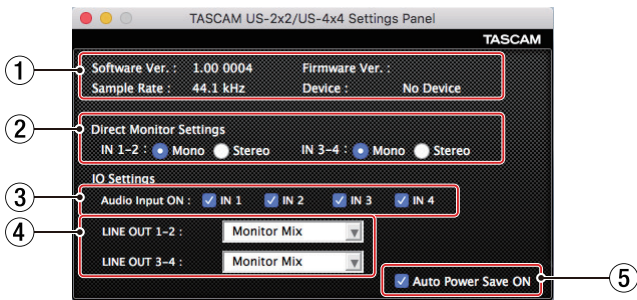 TASCAM US-2x2/US-4x4 Settings Panel
TASCAM
1
Software Ver. : 1.00 0004 Firmware Ver. :
Sample Rate : 44.1 kHz Device : No Device
2
Direct Monitor Settings
IN 1-2 : Mono Stereo IN 3-4 : Mono Stereo
IO Settings
3
Audio Input ON : IN 1 IN 2 IN 3 IN 4
4
LINE OUT 1-2 : Monitor Mix
LINE OUT 3-4 : Monitor Mix
Auto Power Save ON
5